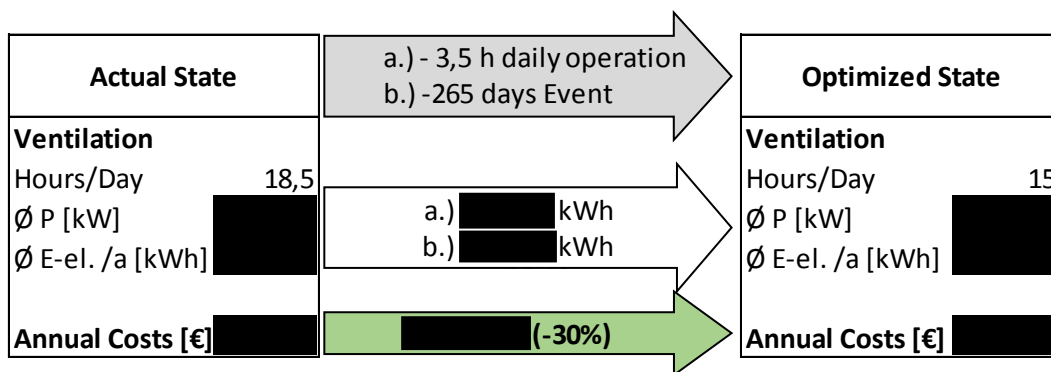 Actual State
Ventilation
Hours/Day 18,5
Ø P [kW]
Ø E-el. /a [kWh]
Annual Costs [€]
a.) - 3,5 h daily operation
b.) -265 days Event
a.) kWh
b.) kWh
(-30%)
Optimized State
Ventilation
Hours/Day 15
Ø P [kW]
Ø E-el. /a [kWh]
Annual Costs [€]